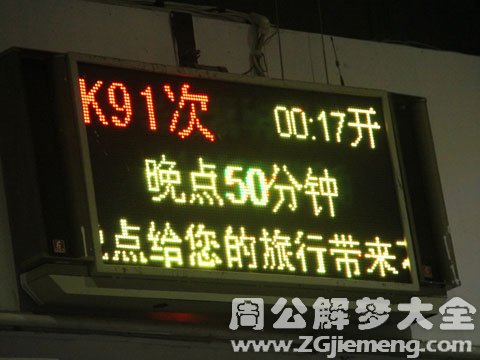 K91次 00:17开
晚点50分钟
点给您的旅行带来
周公解梦大全
www.ZGjiemeng.com